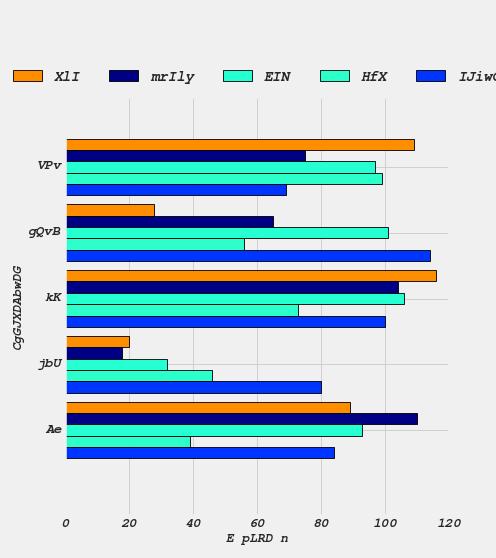 XlI mrIly EIN HfX
VPv
gQvB
kK
jbU
Ae
CgGJXDAbwDG
0 20 40 60 80 100 120
E pLRD n